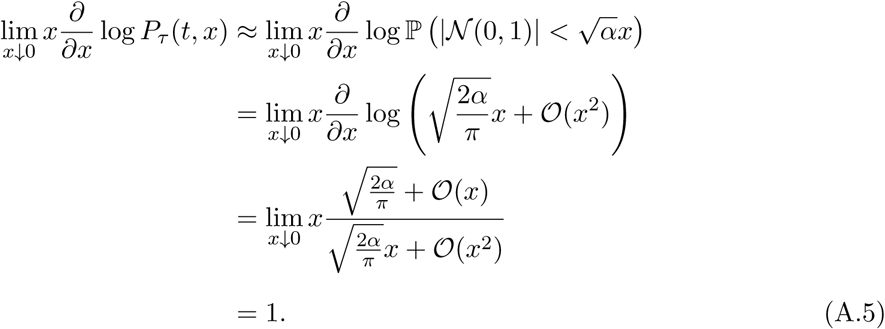 lim_{x↓0} x ∂/∂x log P_τ(t, x) ≈ lim_{x↓0} x ∂/∂x log ℙ (|𝒩(0, 1)| < √α x)
= lim_{x↓0} x ∂/∂x log (√(2α/π) x + 𝒪(x²))
= lim_{x↓0} x (√(2α/π) + 𝒪(x)) / (√(2α/π) x + 𝒪(x²))
= 1. (A.5)